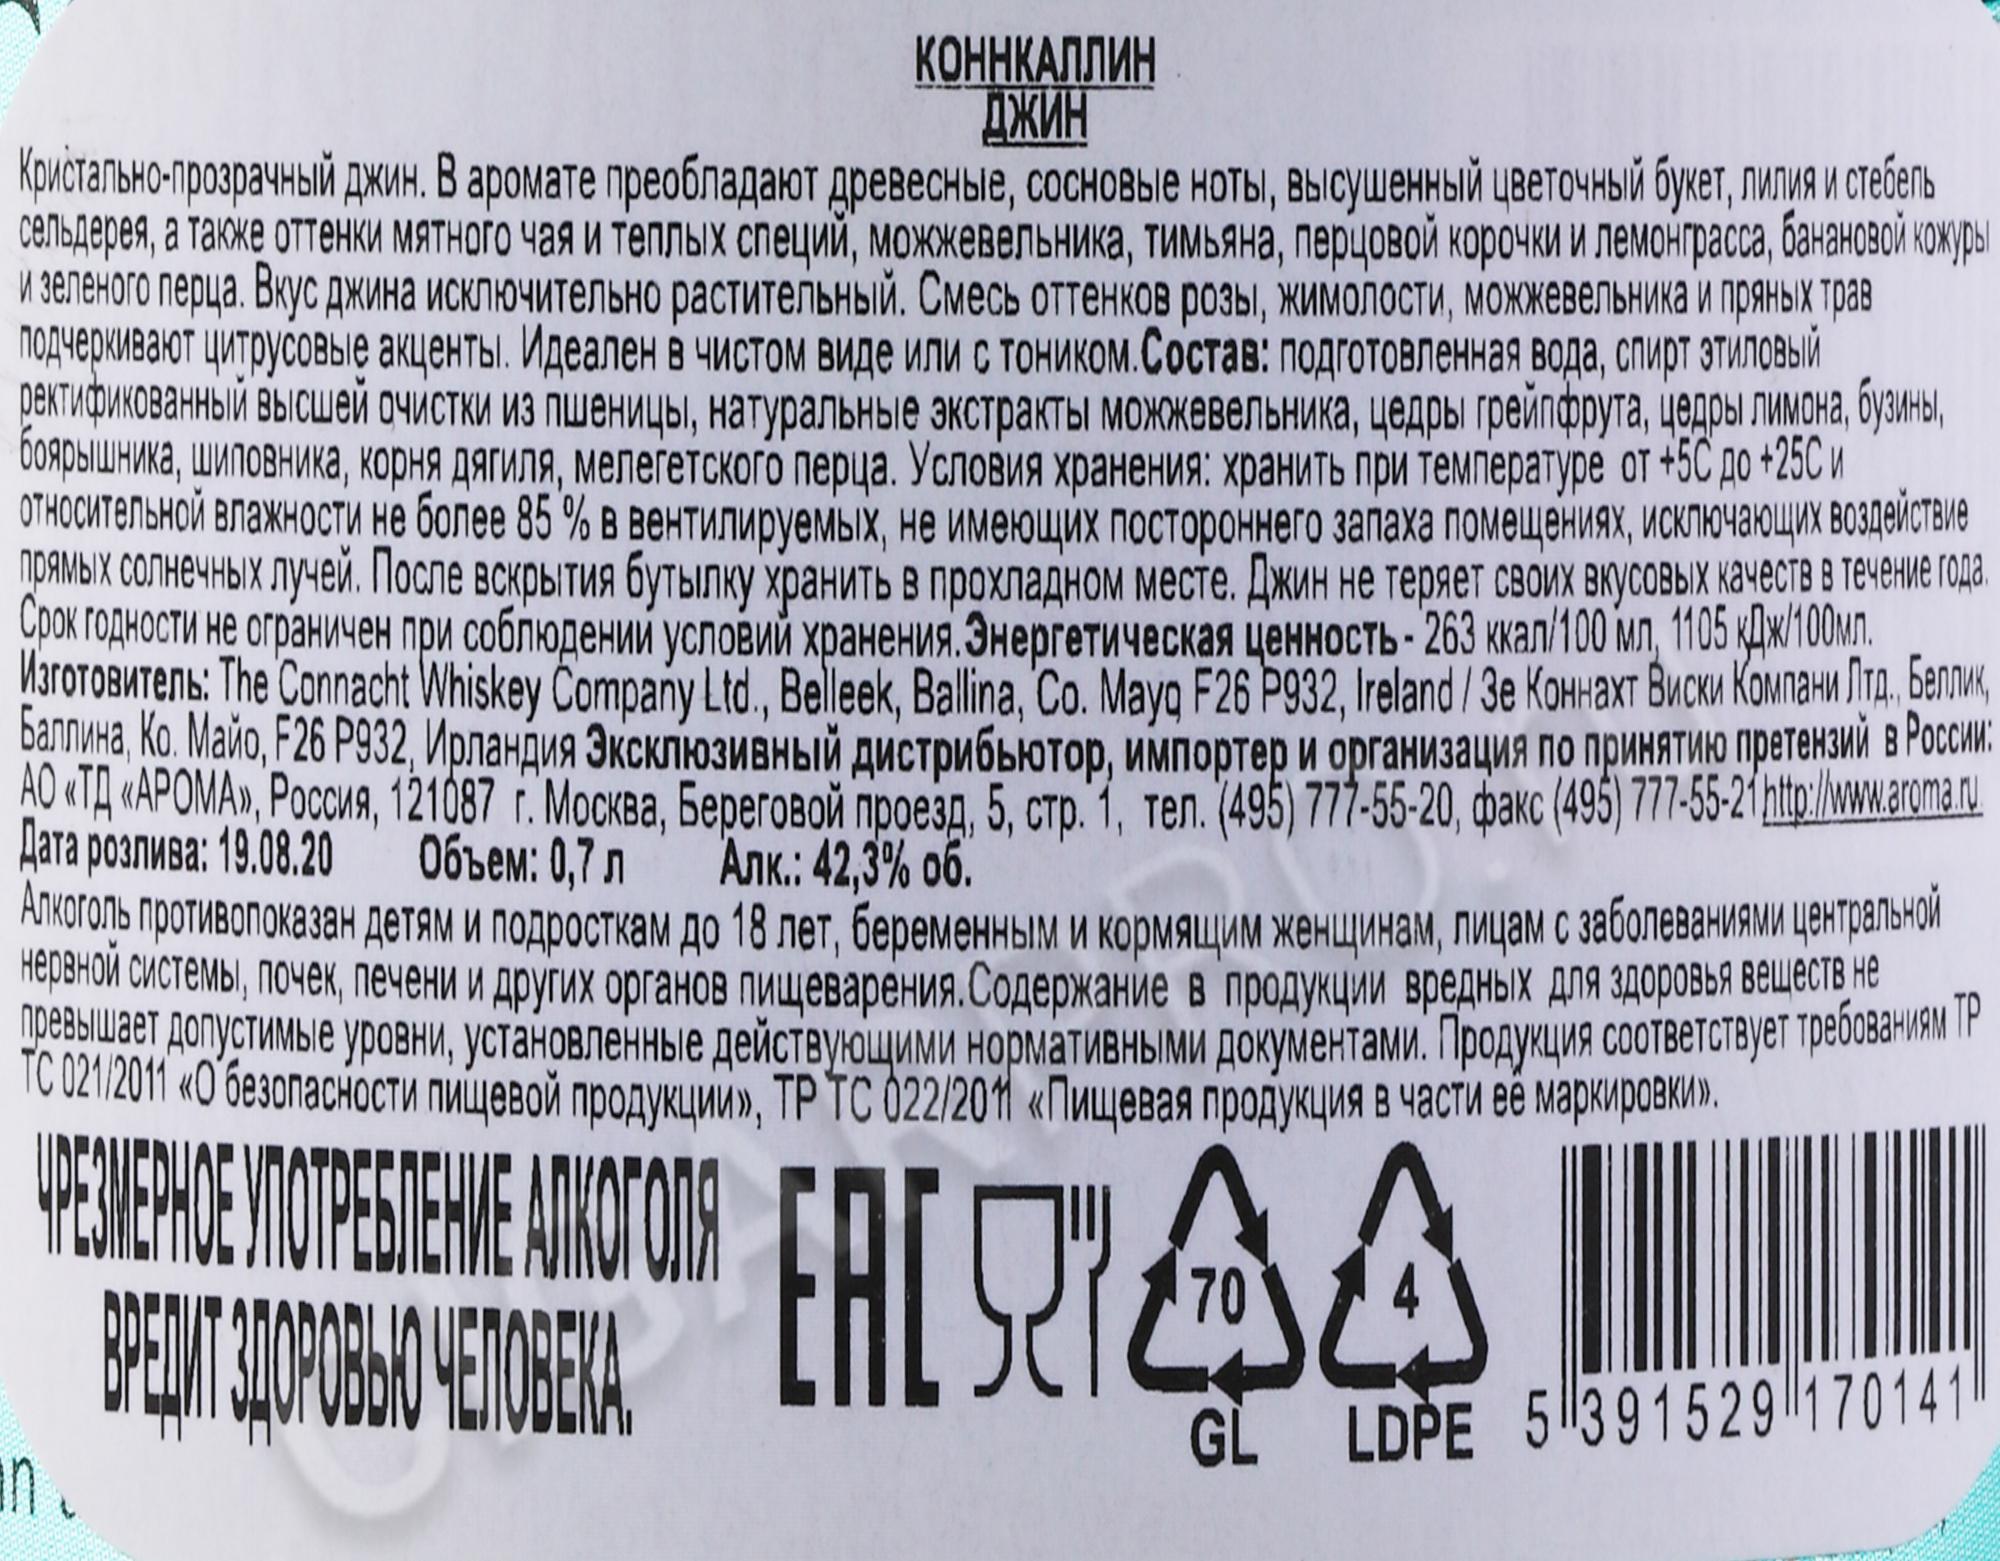 КОННКАЛЛИН
ДЖИН
Кристально-прозрачный джин. В аромате преобладают древесные, сосновые ноты, высушенный цветочный букет, лилия и стебель
сельдерея, а также оттенки мятного чая и теплых специй, можжевельника, тимьяна, перцовой корочки и лемонграсса, банановой кожуры
и зеленого перца. Вкус джина исключительно растительный. Смесь оттенков розы, жимолости, можжевельника и пряных трав
подчеркивают цитрусовые акценты. Идеален в чистом виде или с тоником.Состав: подготовленная вода, спирт этиловый
ректификованный высшей очистки из пшеницы, натуральные экстракты можжевельника, цедры грейпфрута, цедры лимона, бузины,
боярышника, шиповника, корня дягиля, мелегетского перца. Условия хранения: хранить при температуре от +5С до +25С и
относительной влажности не более 85 % в вентилируемых, не имеющих постороннего запаха помещениях, исключающих воздействие
прямых солнечных лучей. После вскрытия бутылку хранить в прохладном месте. Джин не теряет своих вкусовых качеств в течение года.
Срок годности не ограничен при соблюдении условий хранения.Энергетическая ценность - 263 ккал/100 мл, 1105 кДж/100мл.
Изготовитель: The Connacht Whiskey Company Ltd., Belleek, Ballina, Co. Mayo F26 P932, Ireland / Зе Коннахт Виски Компани Лтд., Беллик,
Баллина, Ко. Майо, F26 P932, Ирландия Эксклюзивный дистрибьютор, импортер и организация по принятию претензий в России:
АО «ТД «АРОМА», Россия, 121087 г. Москва, Береговой проезд, 5, стр. 1, тел. (495) 777-55-20, факс (495) 777-55-21 http://www.aroma.ru
Дата розлива: 19.08.20 Объем: 0,7 л Алк.: 42,3% об.
Алкоголь противопоказан детям и подросткам до 18 лет, беременным и кормящим женщинам, лицам с заболеваниями центральной
нервной системы, почек, печени и других органов пищеварения.Содержание в продукции вредных для здоровья веществ не
превышает допустимые уровни, установленные действующими нормативными документами. Продукция соответствует требованиям ТР
ТС 021/2011 «О безопасности пищевой продукции», ТР ТС 022/2011 «Пищевая продукция в части её маркировки».
ЧРЕЗМЕРНОЕ УПОТРЕБЛЕНИЕ АЛКОГОЛЯ
ВРЕДИТ ЗДОРОВЬЮ ЧЕЛОВЕКА.
EAC
70
GL
4
LDPE
5 391529 170141